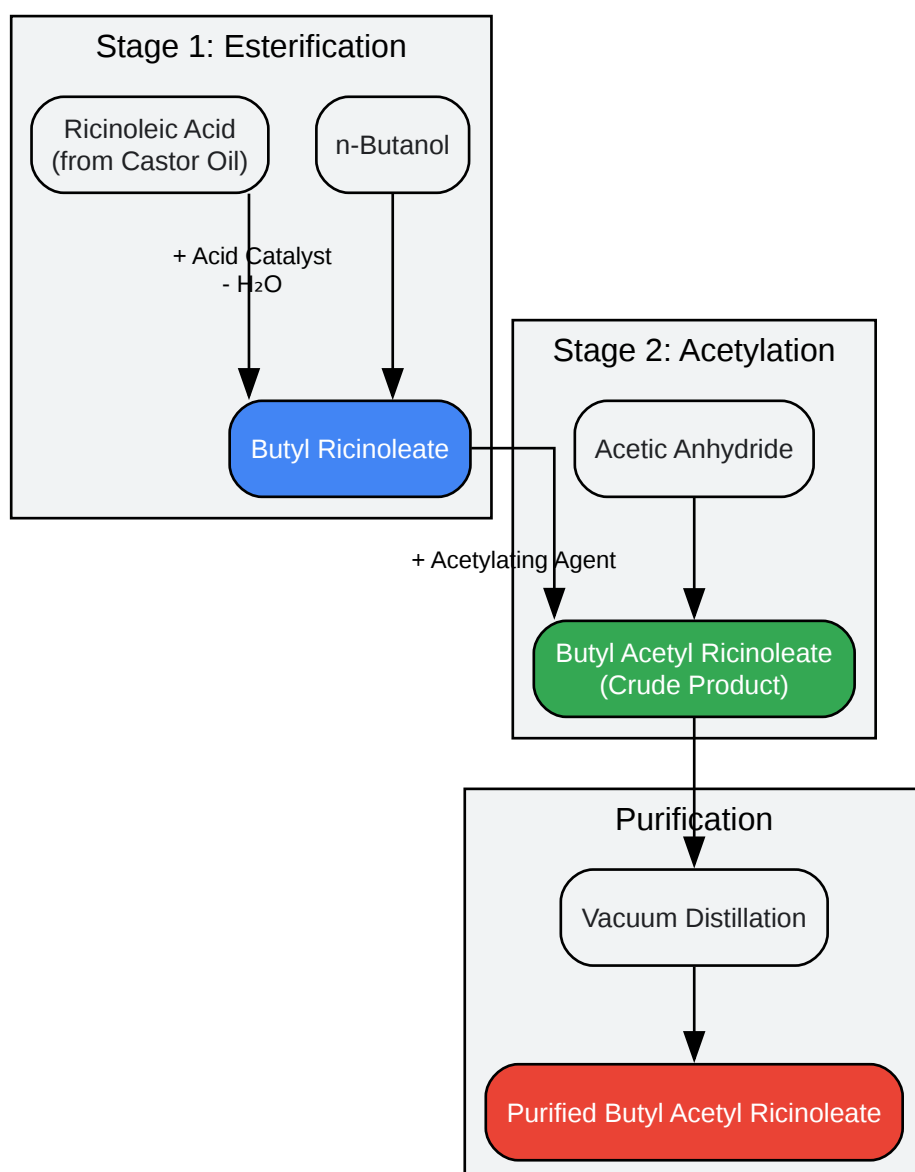 Stage 1: Esterification
Ricinoleic Acid
(from Castor Oil)
n-Butanol
+ Acid Catalyst
- H₂O
Butyl Ricinoleate
Stage 2: Acetylation
Acetic Anhydride
+ Acetylating Agent
Butyl Acetyl Ricinoleate
(Crude Product)
Purification
Vacuum Distillation
Purified Butyl Acetyl Ricinoleate